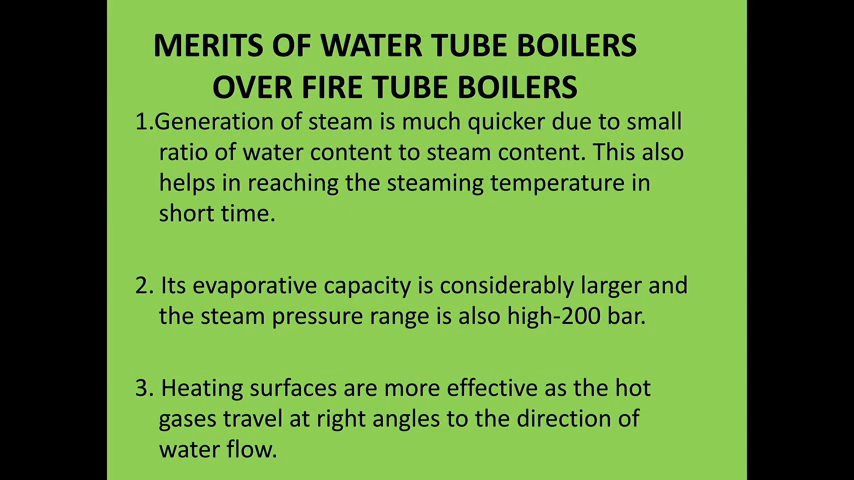 MERITS OF WATER TUBE BOILERS
OVER FIRE TUBE BOILERS
1.Generation of steam is much quicker due to small
ratio of water content to steam content. This also
helps in reaching the steaming temperature in
short time.
2. Its evaporative capacity is considerably larger and
the steam pressure range is also high-200 bar.
3. Heating surfaces are more effective as the hot
gases travel at right angles to the direction of
water flow.